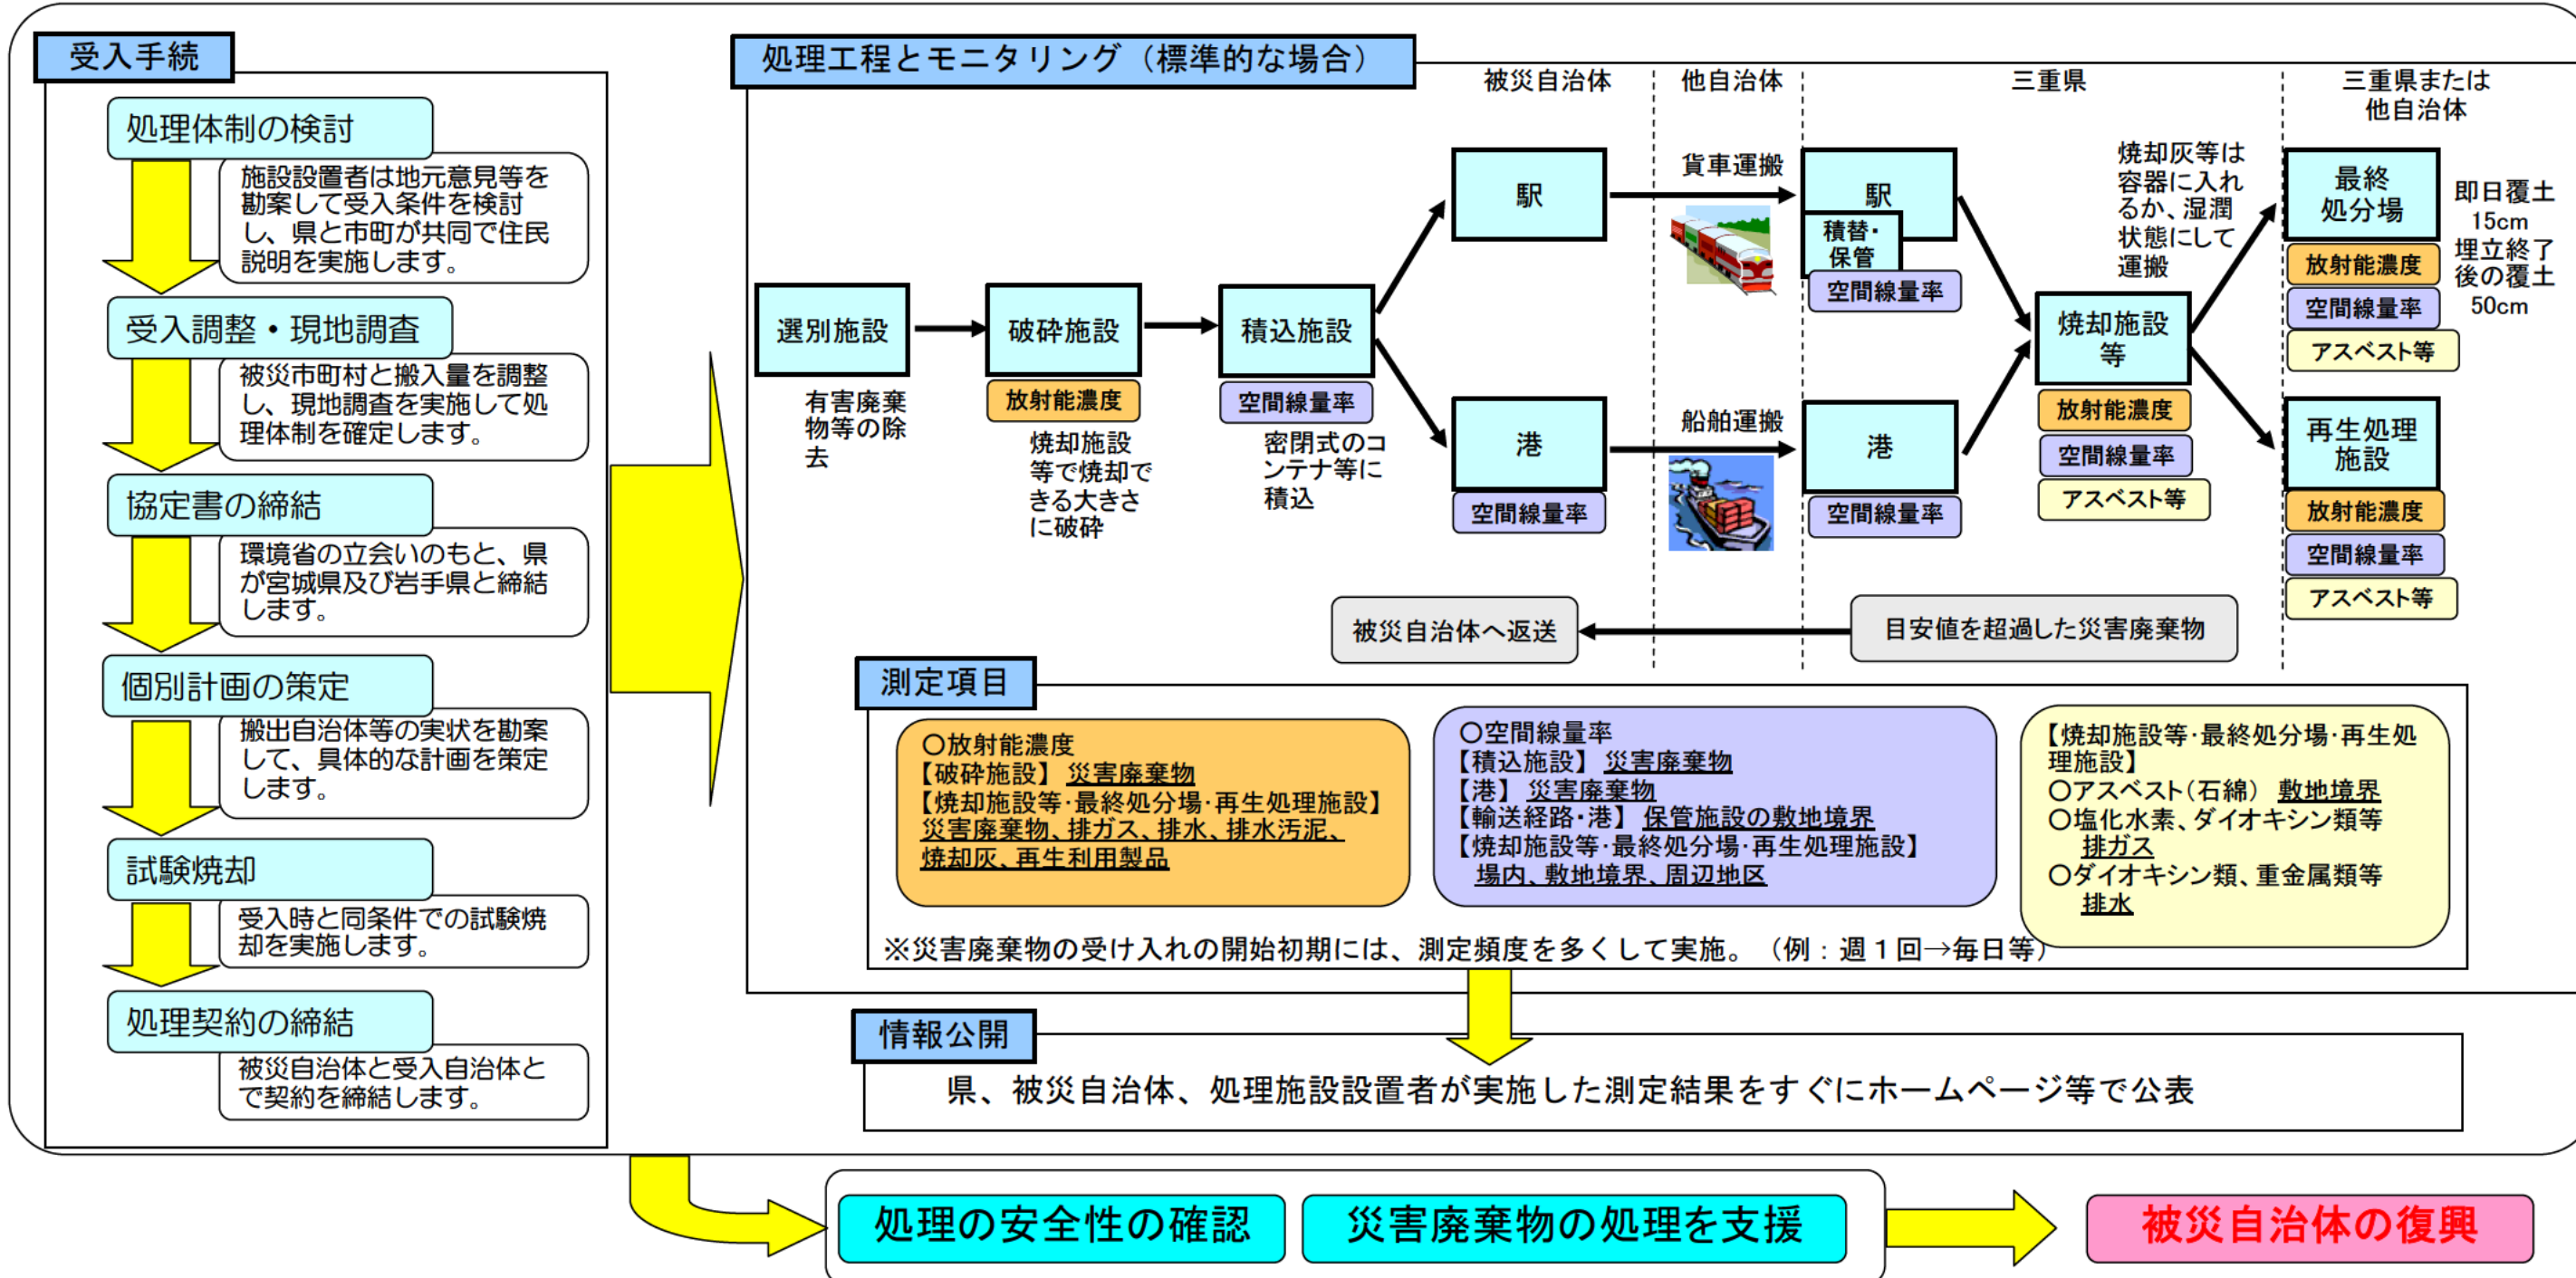 受入手続
処理体制の検討
施設設置者は地元意見等を
勘案して受入条件を検討
し、県と市町が共同で住民
説明を実施します。
受入調整・現地調査
被災市町村と搬入量を調整
し、現地調査を実施して処
理体制を確定します。
協定書の締結
環境省の立会いのもと、県
が宮城県及び岩手県と締結
します。
個別計画の策定
搬出自治体等の実状を勘案
して、具体的な計画を策定
します。
試験焼却
受入時と同条件での試験焼
却を実施します。
処理契約の締結
被災自治体と受入自治体と
で契約を締結します。
処理工程とモニタリング（標準的な場合）
被災自治体
他自治体
三重県
三重県または
他自治体
選別施設
有害廃棄
物等の除
去
破砕施設
放射能濃度
焼却施設
等で焼却で
きる大きさ
に破砕
積込施設
空間線量率
密閉式のコ
ンテナ等に
積込
駅
貨車運搬
駅
積替・
保管
空間線量率
港
空間線量率
船舶運搬
港
空間線量率
焼却灰等は
容器に入れ
るか、湿潤
状態にして
運搬
焼却施設
等
放射能濃度
空間線量率
アスベスト等
最終
処分場
放射能濃度
空間線量率
アスベスト等
即日覆土
15cm
埋立終了
後の覆土
50cm
再生処理
施設
放射能濃度
空間線量率
アスベスト等
被災自治体へ返送
目安値を超過した災害廃棄物
測定項目
○放射能濃度
【破砕施設】 災害廃棄物
【焼却施設等・最終処分場・再生処理施設】
災害廃棄物、排ガス、排水、排水汚泥、
焼却灰、再生利用製品
○空間線量率
【積込施設】 災害廃棄物
【港】 災害廃棄物
【輸送経路・港】 保管施設の敷地境界
【焼却施設等・最終処分場・再生処理施設】
場内、敷地境界、周辺地区
【焼却施設等・最終処分場・再生処
理施設】
○アスベスト（石綿） 敷地境界
○塩化水素、ダイオキシン類等
排ガス
○ダイオキシン類、重金属類等
排水
※災害廃棄物の受け入れの開始初期には、測定頻度を多くして実施。（例：週１回→毎日等）
情報公開
県、被災自治体、処理施設設置者が実施した測定結果をすぐにホームページ等で公表
処理の安全性の確認
災害廃棄物の処理を支援
被災自治体の復興